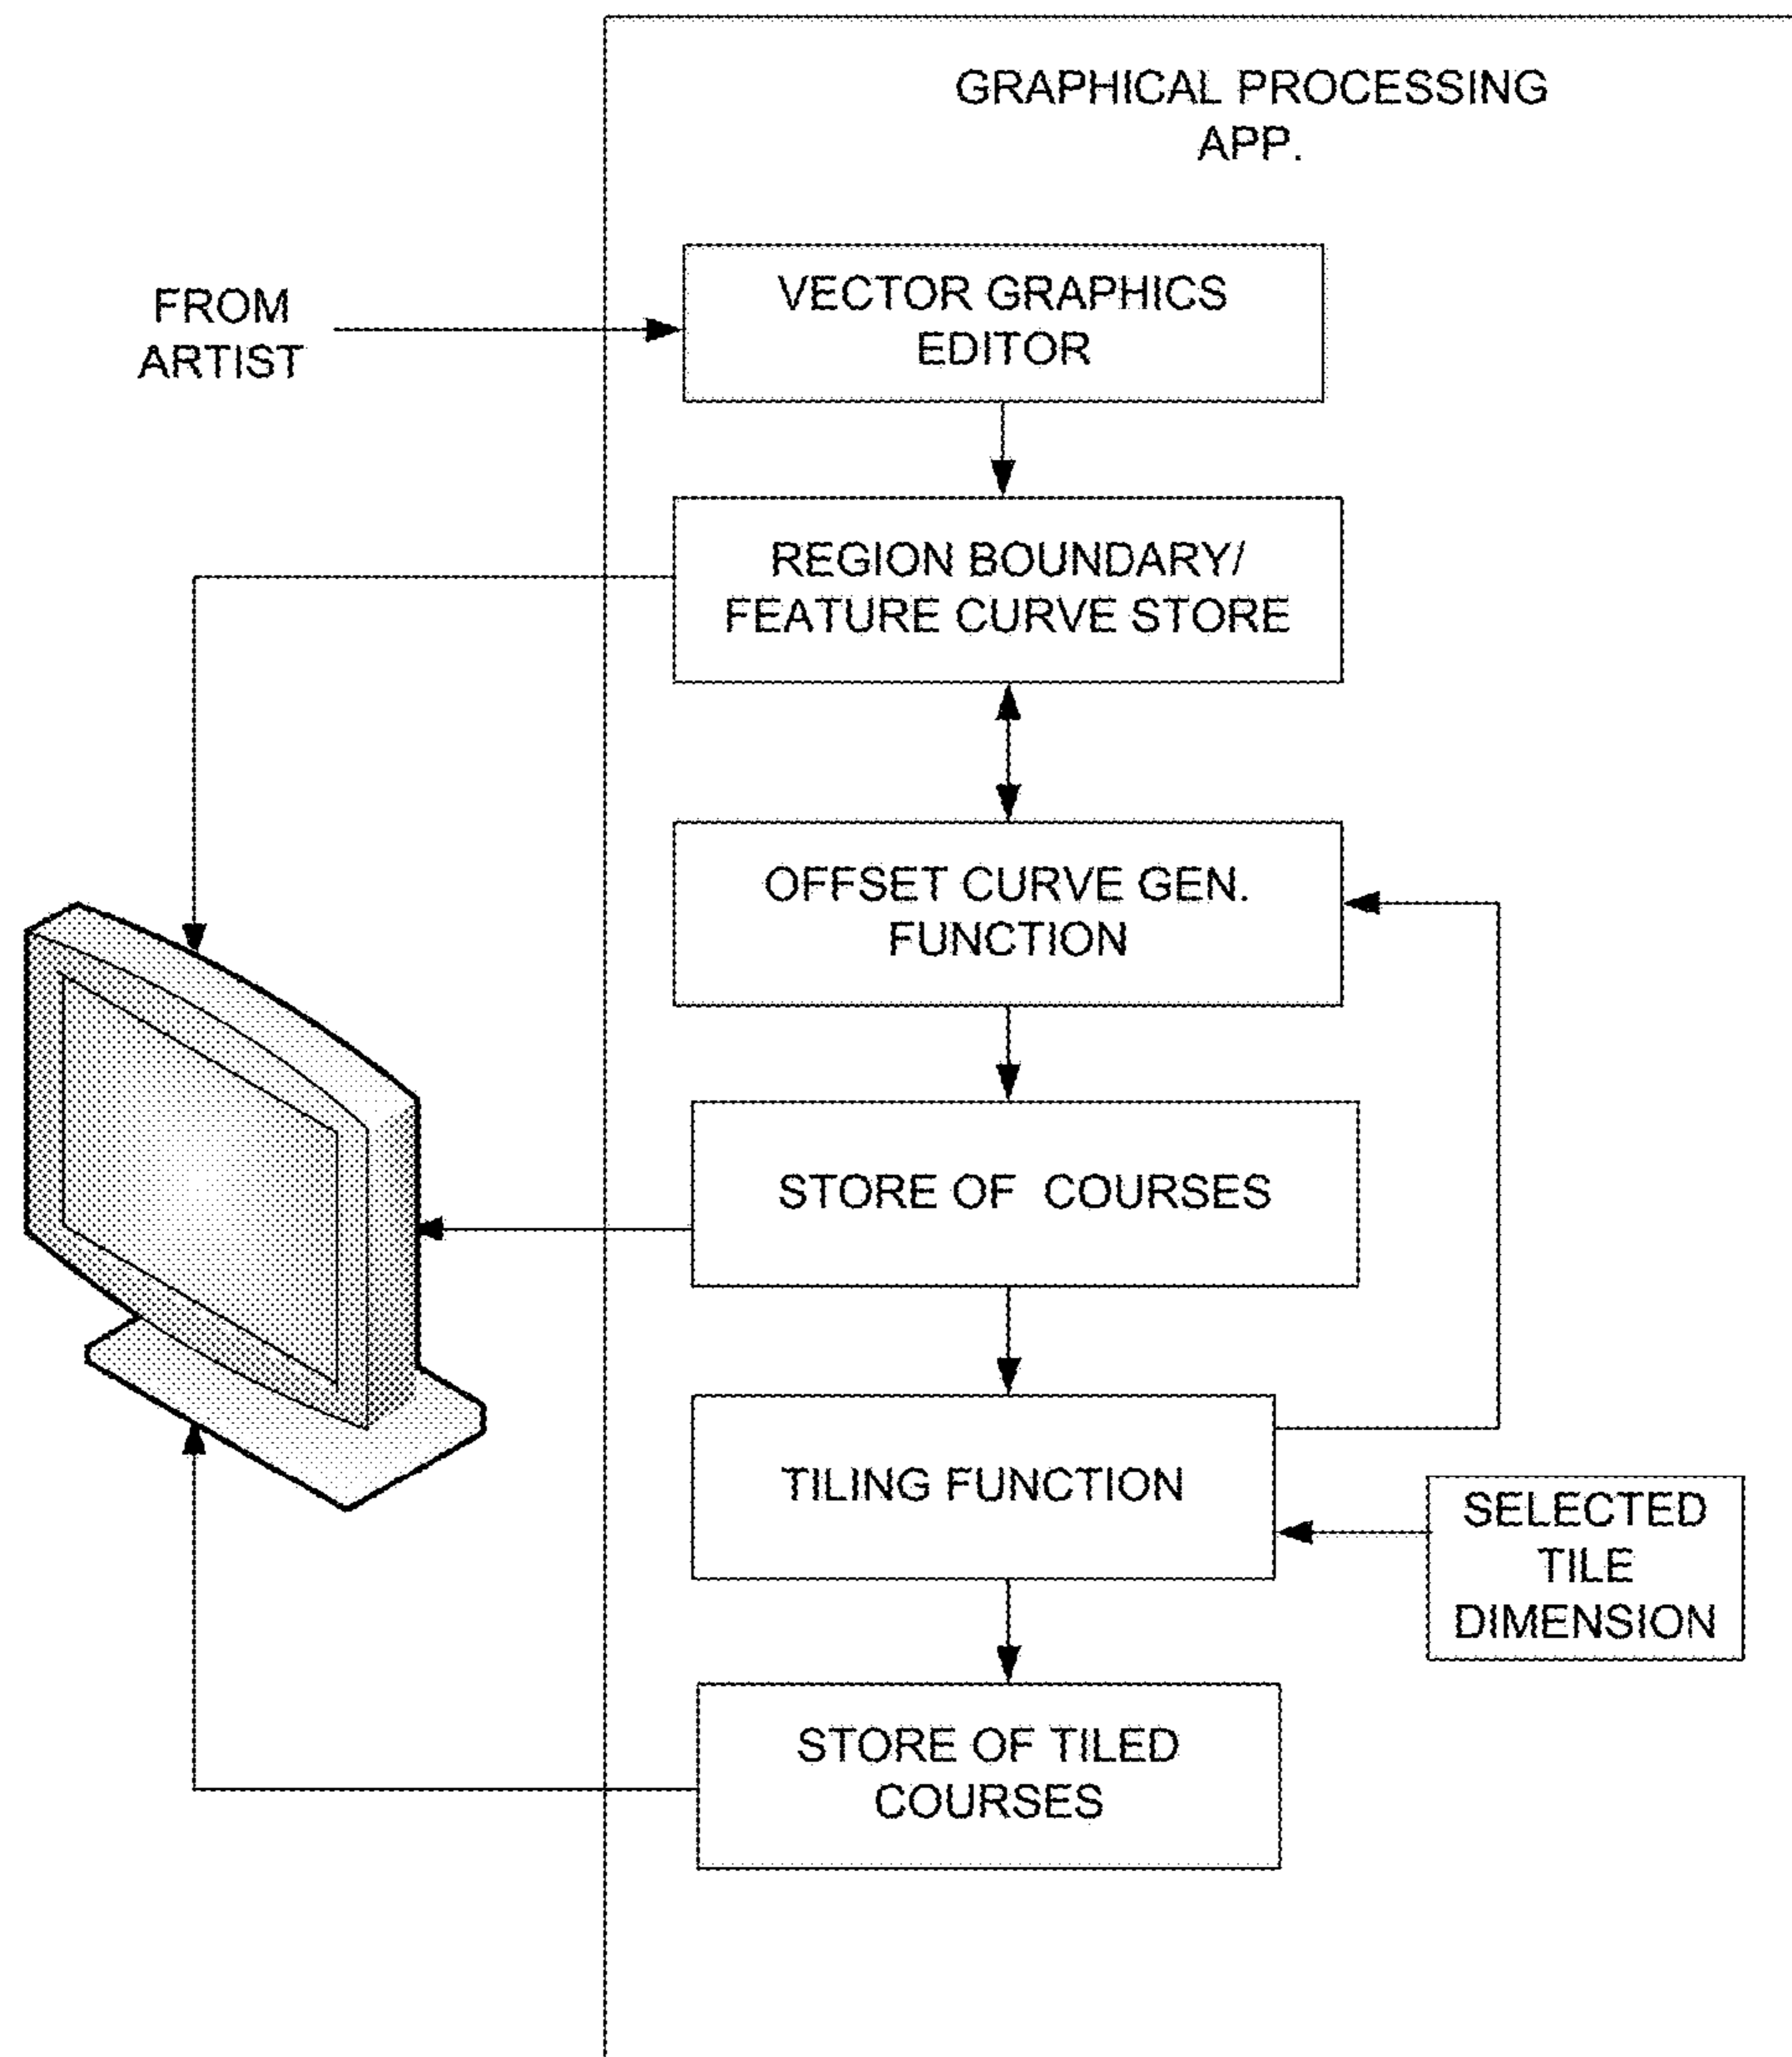 GRAPHICAL PROCESSING
APP.
FROM
ARTIST
VECTOR GRAPHICS
EDITOR
REGION BOUNDARY/
FEATURE CURVE STORE
OFFSET CURVE GEN.
FUNCTION
STORE OF COURSES
TILING FUNCTION
SELECTED
TILE
DIMENSION
STORE OF TILED
COURSES